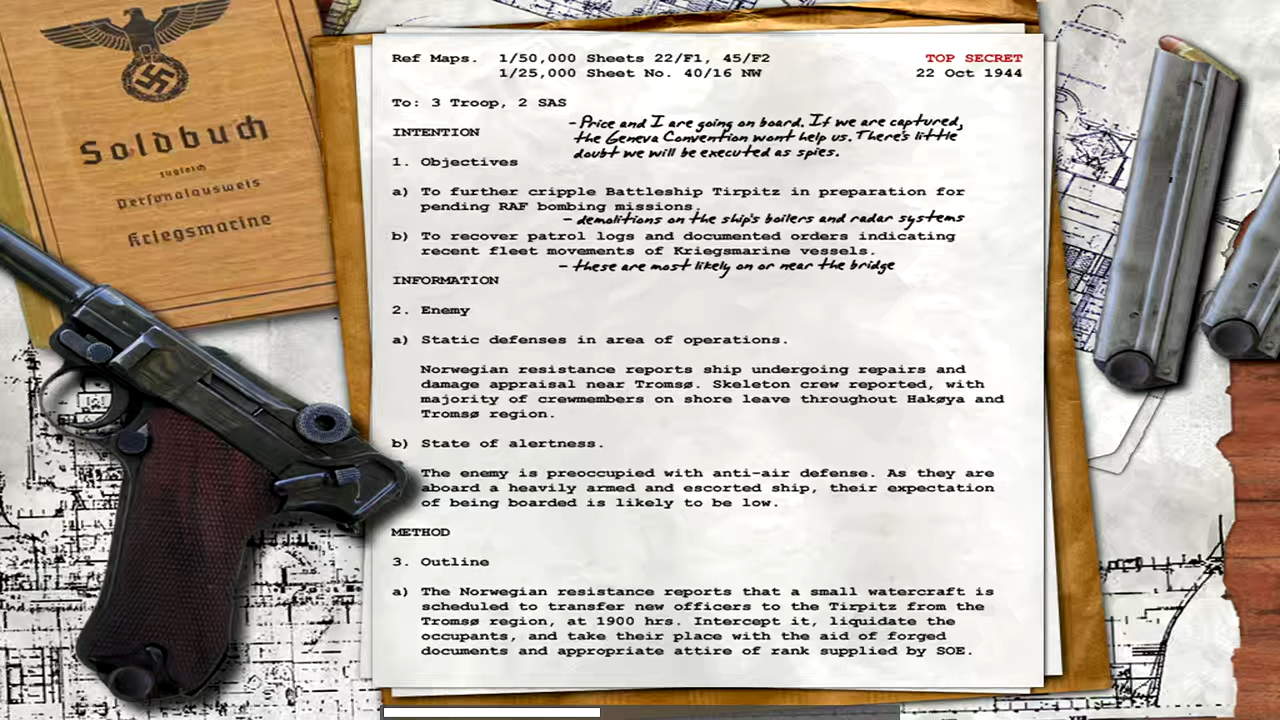 Soldbuch
zugleich
Personalausweis
Kriegsmarine
Ref Maps. 1/50,000 Sheets 22/F1, 45/F2
1/25,000 Sheet No. 40/16 NW
TOP SECRET
22 Oct 1944
To: 3 Troop, 2 SAS
- Price and I are going on board. If we are captured,
the Geneva Convention wont help us. There's little
doubt we will be executed as spies.
INTENTION
1. Objectives
a) To further cripple Battleship Tirpitz in preparation for
pending RAF bombing missions.
- demolitions on the ship's boilers and radar systems
b) To recover patrol logs and documented orders indicating
recent fleet movements of Kriegsmarine vessels.
- these are most likely on or near the bridge
INFORMATION
2. Enemy
a) Static defenses in area of operations.
Norwegian resistance reports ship undergoing repairs and
damage appraisal near Tromsø. Skeleton crew reported, with
majority of crewmembers on shore leave throughout Hakøya and
Tromsø region.
b) State of alertness.
The enemy is preoccupied with anti-air defense. As they are
aboard a heavily armed and escorted ship, their expectation
of being boarded is likely to be low.
METHOD
3. Outline
a) The Norwegian resistance reports that a small watercraft is
scheduled to transfer new officers to the Tirpitz from the
Tromsø region, at 1900 hrs. Intercept it, liquidate the
occupants, and take their place with the aid of forged
documents and appropriate attire of rank supplied by SOE.